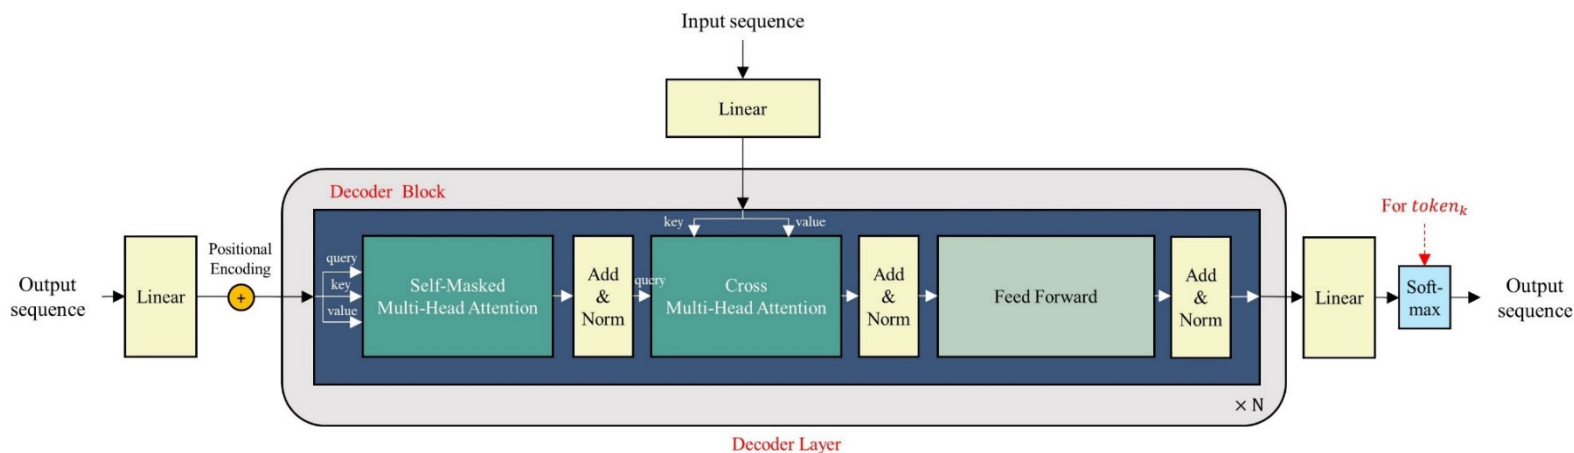 Input sequence
Linear
Decoder Block
key
value
For token_k
Positional
Encoding
Output
sequence
Linear
+
query
key
value
Self-Masked
Multi-Head Attention
Add
&
Norm
query
Cross
Multi-Head Attention
Add
&
Norm
Feed Forward
Add
&
Norm
Linear
Soft-
max
Output
sequence
× N
Decoder Layer